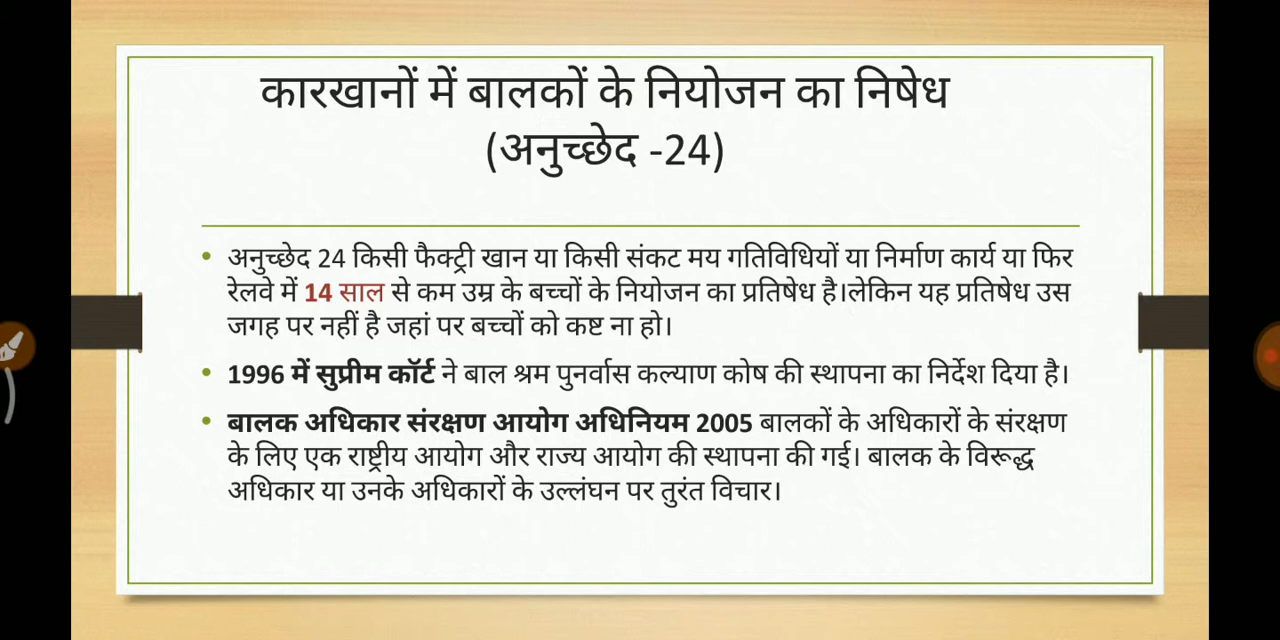 कारखानों में बालकों के नियोजन का निषेध
(अनुच्छेद -24)
अनुच्छेद 24 किसी फैक्ट्री खान या किसी संकट मय गतिविधियों या निर्माण कार्य या फिर
रेलवे में 14 साल से कम उम्र के बच्चों के नियोजन का प्रतिषेध है।लेकिन यह प्रतिषेध उस
जगह पर नहीं है जहां पर बच्चों को कष्ट ना हो।
1996 में सुप्रीम कॉर्ट ने बाल श्रम पुनर्वास कल्याण कोष की स्थापना का निर्देश दिया है।
बालक अधिकार संरक्षण आयोग अधिनियम 2005 बालकों के अधिकारों के संरक्षण
के लिए एक राष्ट्रीय आयोग और राज्य आयोग की स्थापना की गई। बालक के विरूद्ध
अधिकार या उनके अधिकारों के उल्लंघन पर तुरंत विचार।